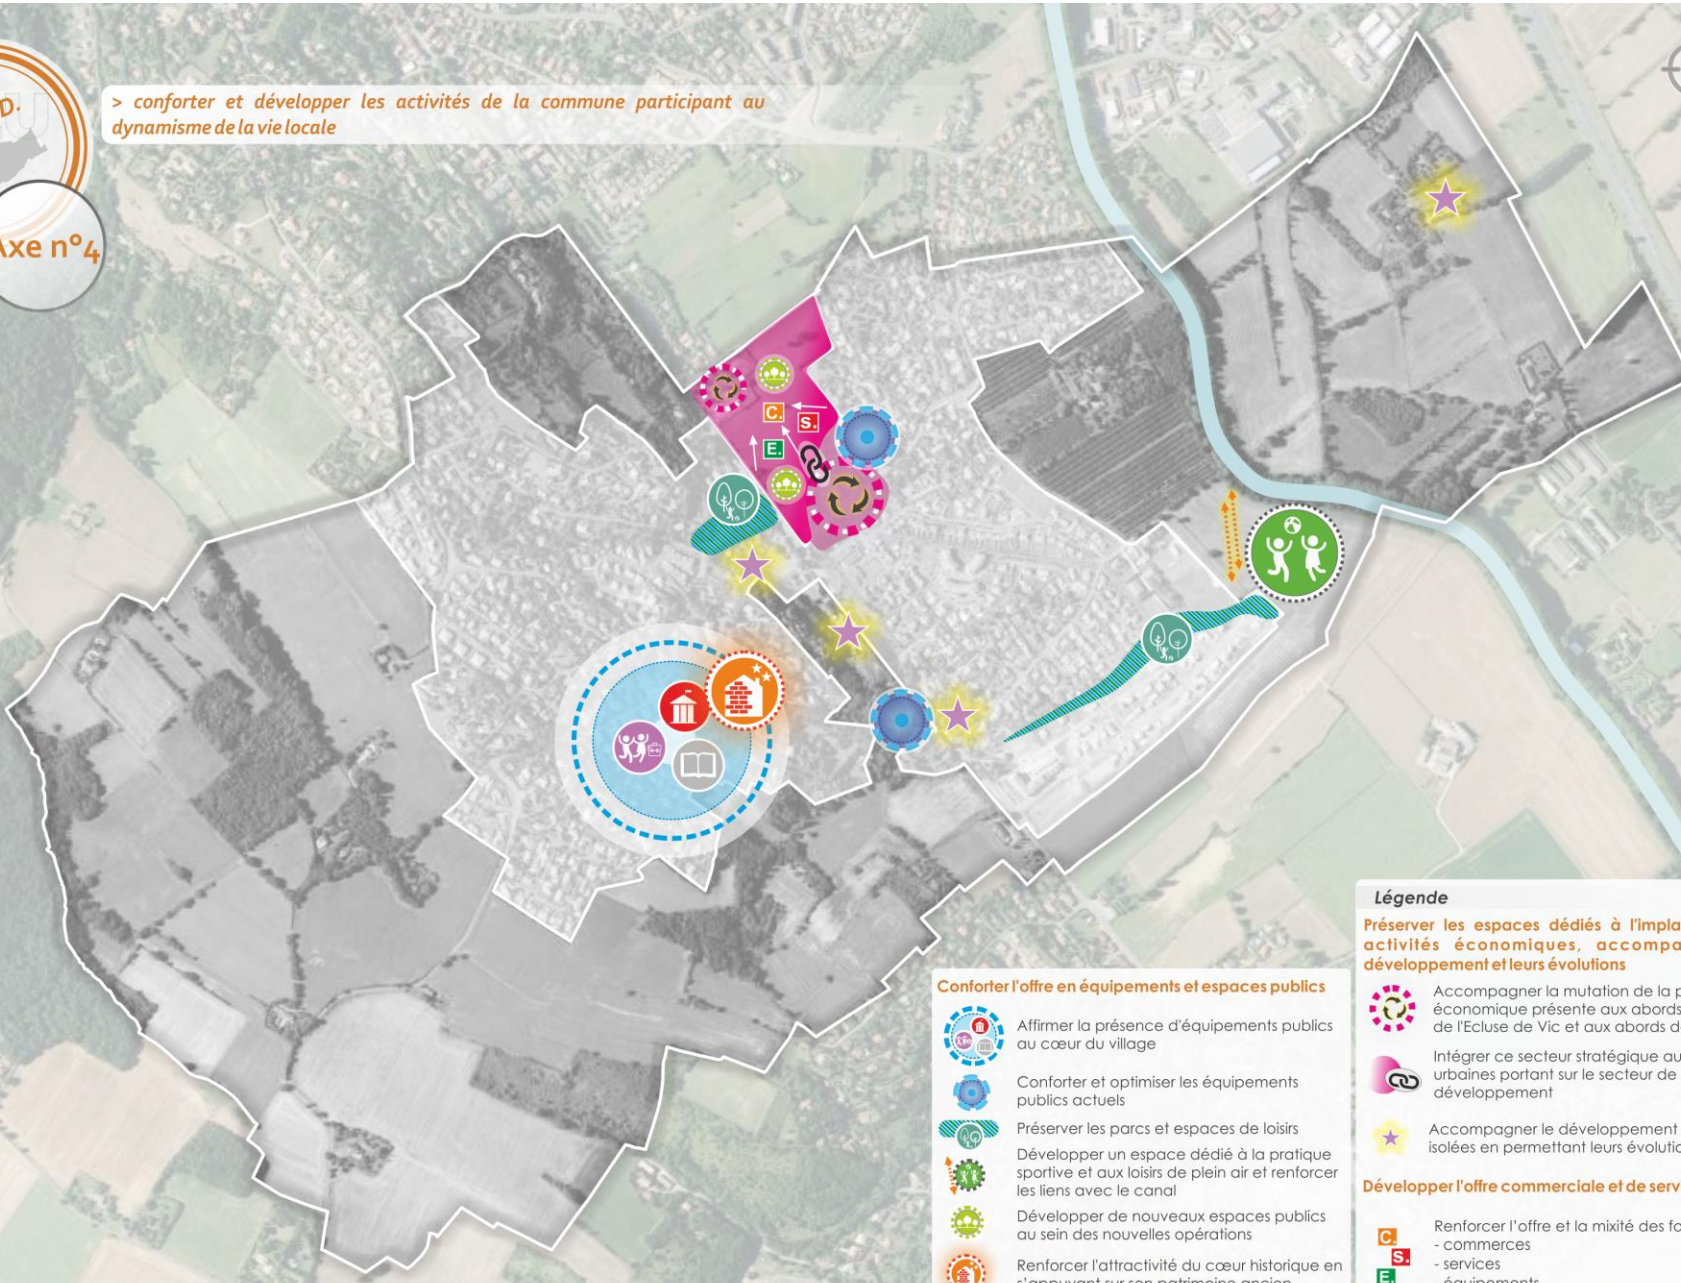 > conforter et développer les activités de la commune participant au
dynamisme de la vie locale
D.
Axe n°4
C.
S.
E.
Conforter l'offre en équipements et espaces publics
Affirmer la présence d'équipements publics
au cœur du village
Conforter et optimiser les équipements
publics actuels
Préserver les parcs et espaces de loisirs
Développer un espace dédié à la pratique
sportive et aux loisirs de plein air et renforcer
les liens avec le canal
Développer de nouveaux espaces publics
au sein des nouvelles opérations
Renforcer l'attractivité du cœur historique en
s'appuyant sur son patrimoine ancien
Légende
Préserver les espaces dédiés à l'impla
activités économiques, accompa
développement et leurs évolutions
Accompagner la mutation de la p
économique présente aux abords
de l'Ecluse de Vic et aux abords d
Intégrer ce secteur stratégique au
urbaines portant sur le secteur de
développement
Accompagner le développement
isolées en permettant leurs évolutio
Développer l'offre commerciale et de serv
Renforcer l'offre et la mixité des fo
C.
- commerces
S.
- services
E.
- équipements